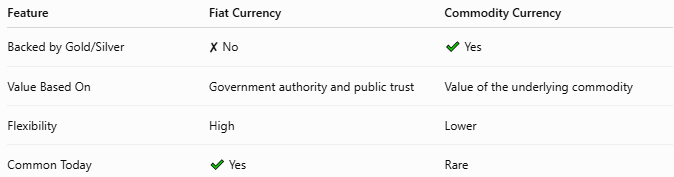 Feature Fiat Currency Commodity Currency
Backed by Gold/Silver ✗ No ✔ Yes
Value Based On Government authority and public trust Value of the underlying commodity
Flexibility High Lower
Common Today ✔ Yes Rare